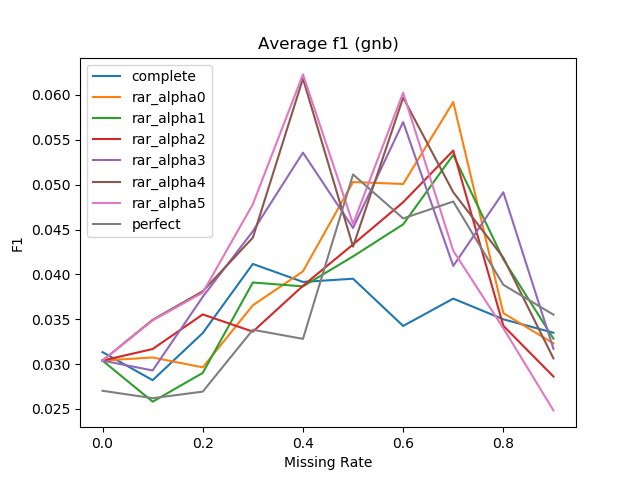 Average f1 (gnb)
complete
rar_alpha0
rar_alpha1
rar_alpha2
rar_alpha3
rar_alpha4
rar_alpha5
perfect
0.060
0.055
0.050
0.045
0.040
0.035
0.030
0.025
F1
0.0 0.2 0.4 0.6 0.8
Missing Rate